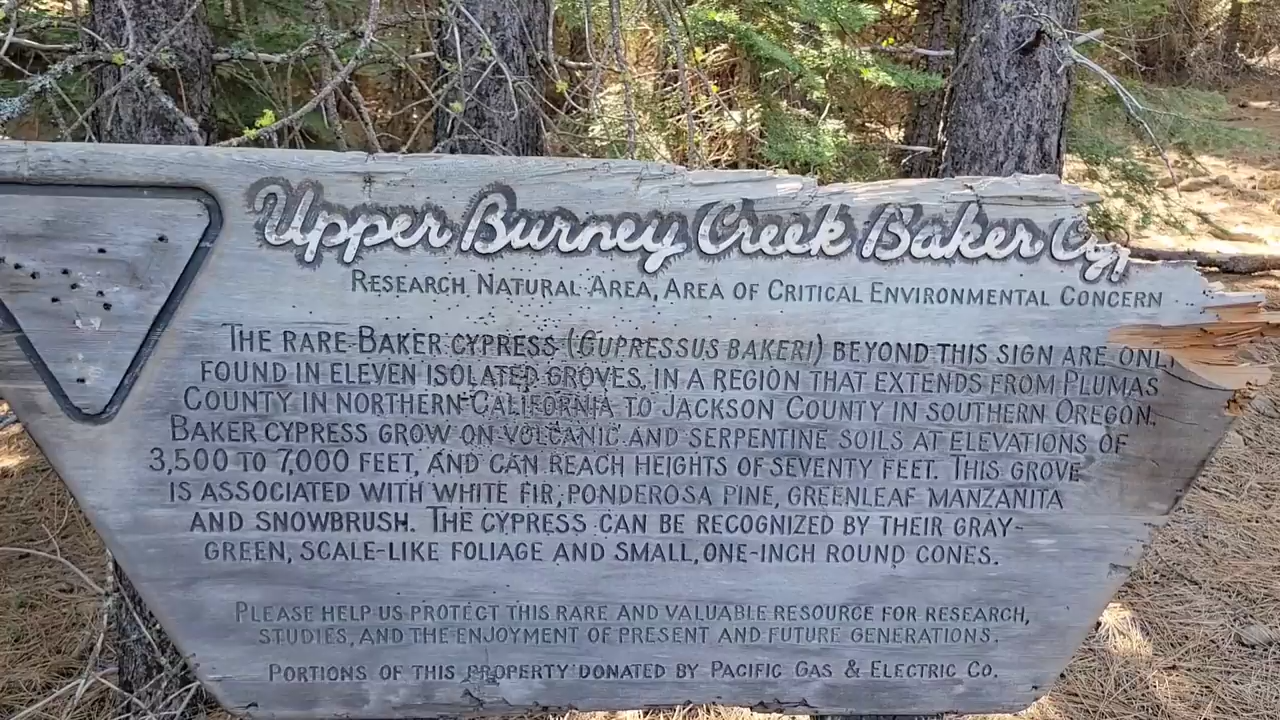 Upper Burney Creek Baker Cyp
RESEARCH NATURAL AREA, AREA OF CRITICAL ENVIRONMENTAL CONCERN
THE RARE BAKER CYPRESS (CUPRESSUS BAKERI) BEYOND THIS SIGN ARE ONLY
FOUND IN ELEVEN ISOLATED GROVES, IN A REGION THAT EXTENDS FROM PLUMAS
COUNTY IN NORTHERN CALIFORNIA TO JACKSON COUNTY IN SOUTHERN OREGON.
BAKER CYPRESS GROW ON VOLCANIC AND SERPENTINE SOILS AT ELEVATIONS OF
3,500 TO 7,000 FEET, AND CAN REACH HEIGHTS OF SEVENTY FEET. THIS GROVE
IS ASSOCIATED WITH WHITE FIR, PONDEROSA PINE, GREENLEAF MANZANITA
AND SNOWBRUSH. THE CYPRESS CAN BE RECOGNIZED BY THEIR GRAY-
GREEN, SCALE-LIKE FOLIAGE AND SMALL, ONE-INCH ROUND CONES.
PLEASE HELP US PROTECT THIS RARE AND VALUABLE RESOURCE FOR RESEARCH,
STUDIES, AND THE ENJOYMENT OF PRESENT AND FUTURE GENERATIONS.
PORTIONS OF THIS PROPERTY DONATED BY PACIFIC GAS & ELECTRIC CO.